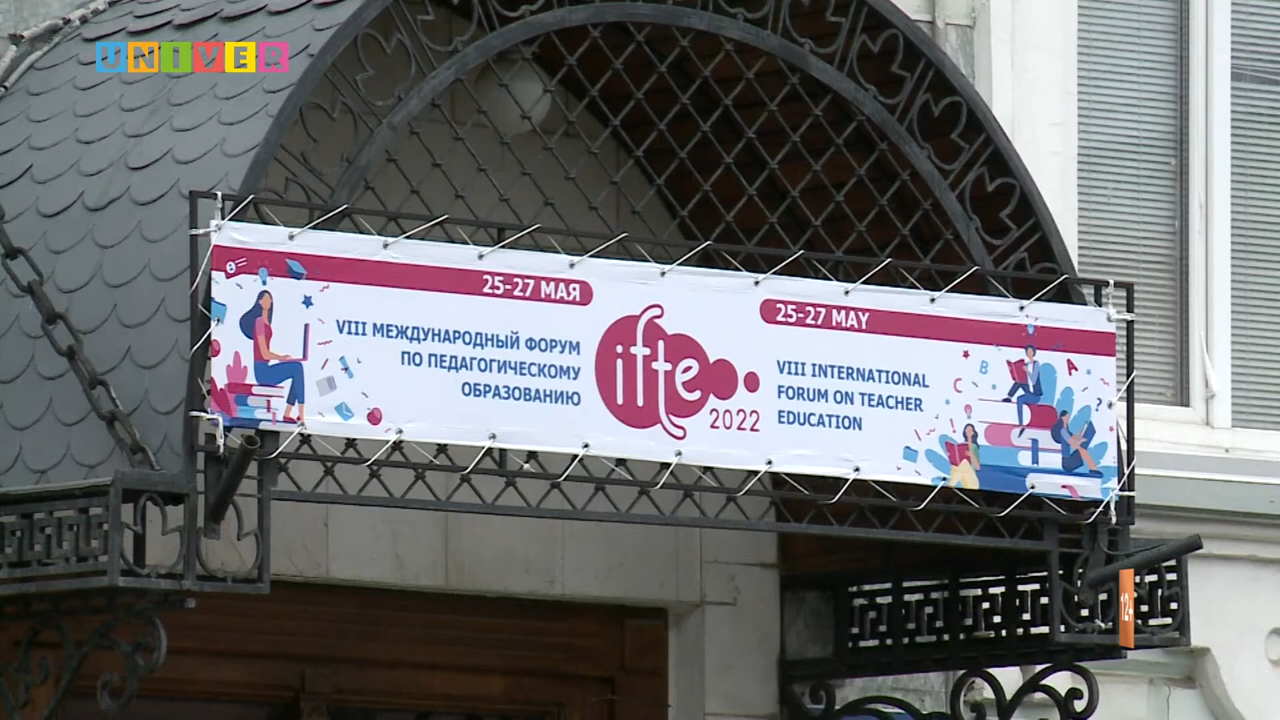 UNIVER
25-27 МАЯ
VIII МЕЖДУНАРОДНЫЙ ФОРУМ
ПО ПЕДАГОГИЧЕСКОМУ
ОБРАЗОВАНИЮ
ifte
2022
25-27 MAY
VIII INTERNATIONAL
FORUM ON TEACHER
EDUCATION
B
A
C
?
12+